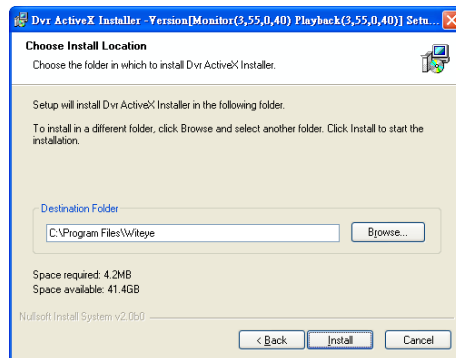 Dvr ActiveX Installer -Version[Monitor(3,55,0,40) Playback(3,55,0,40)] Setu...
Choose Install Location
Choose the folder in which to install Dvr ActiveX Installer.
Setup will install Dvr ActiveX Installer in the following folder.
To install in a different folder, click Browse and select another folder. Click Install to start the
installation.
Destination Folder
C:\Program Files\Witeye
Browse...
Space required: 4.2MB
Space available: 41.4GB
Nullsoft Install System v2.0b0
< Back
Install
Cancel